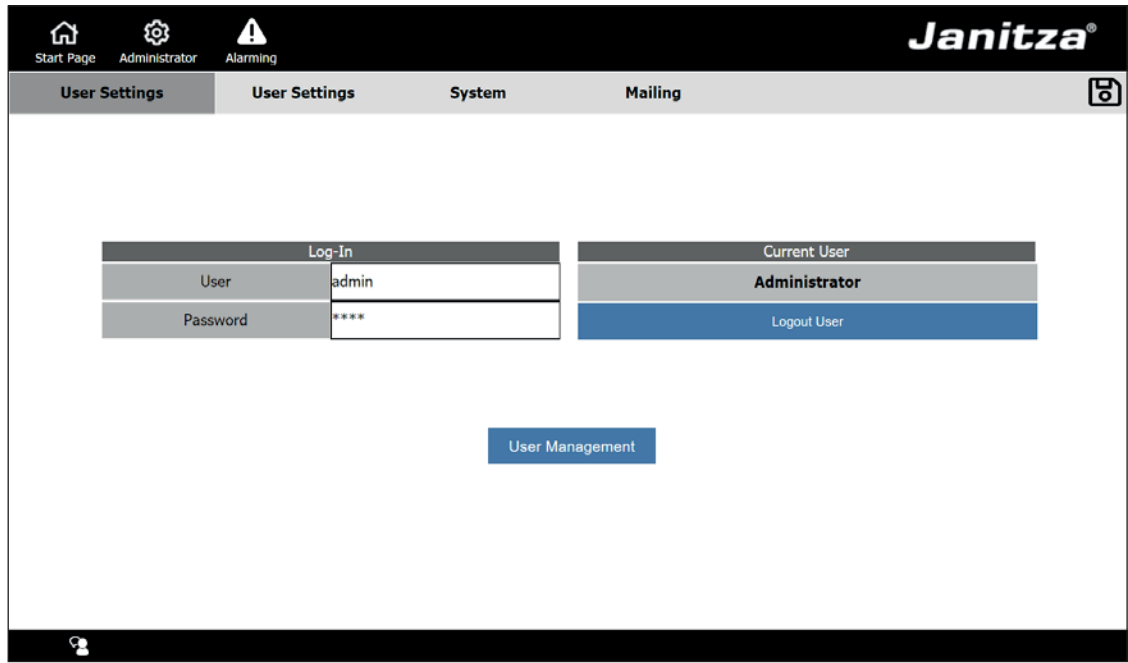 Janitza®
Start Page Administrator Alarming
User Settings User Settings System Mailing
Log-In Current User
User admin Administrator
Password **** Logout User
User Management